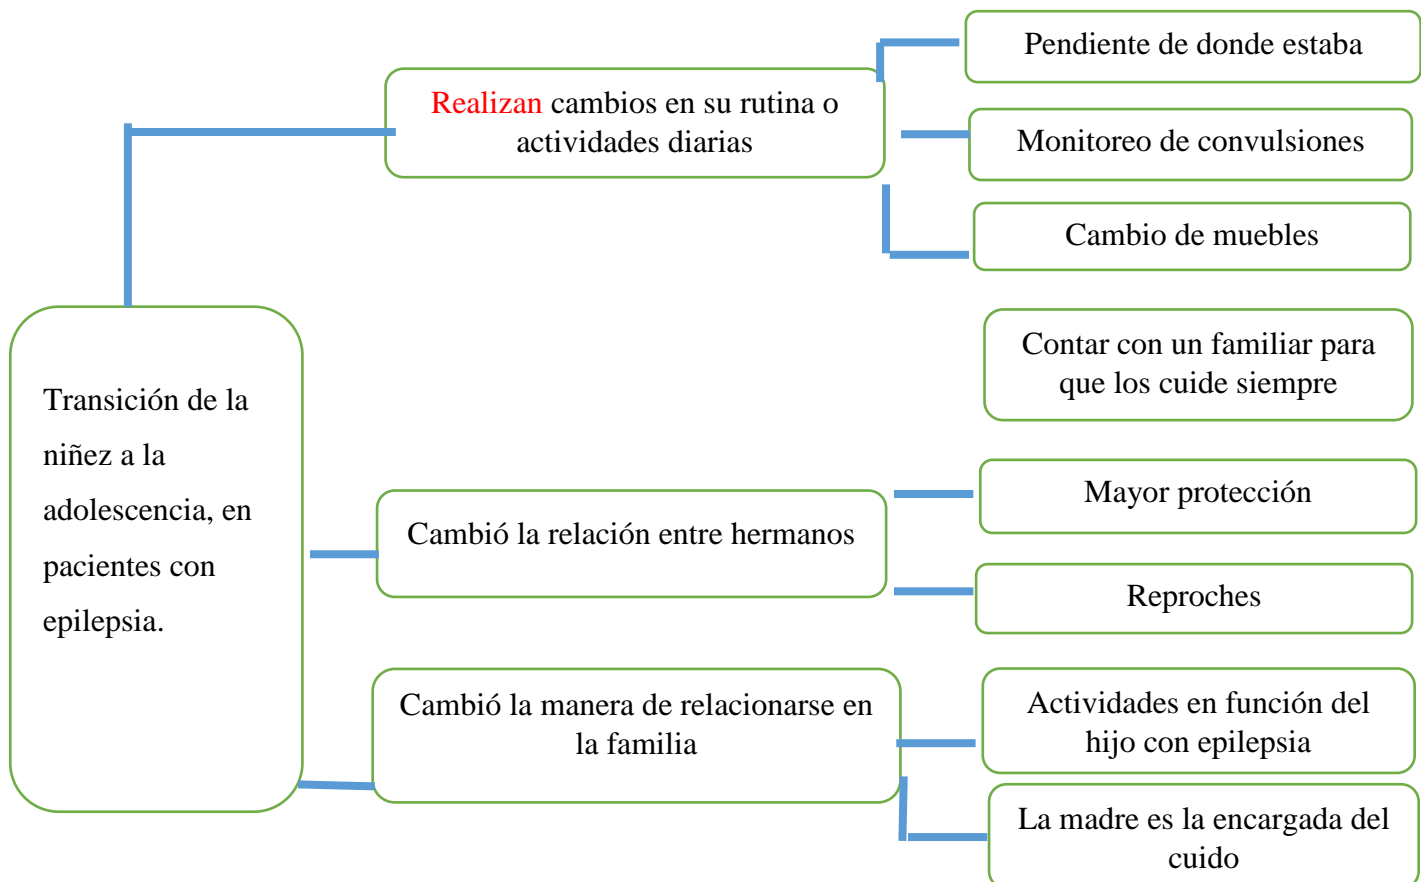 Transición de la
niñez a la
adolescencia, en
pacientes con
epilepsia.
Realizan cambios en su rutina o
actividades diarias
Pendiente de donde estaba
Monitoreo de convulsiones
Cambio de muebles
Contar con un familiar para
que los cuide siempre
Cambió la relación entre hermanos
Mayor protección
Reproches
Cambió la manera de relacionarse en
la familia
Actividades en función del
hijo con epilepsia
La madre es la encargada del
cuido